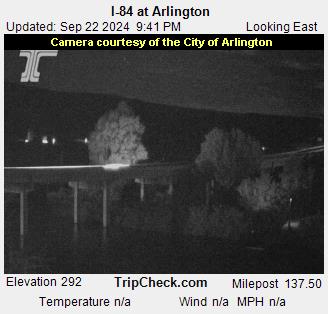 I-84 at Arlington
Updated: Sep 22 2024 9:41 PM Looking East
Camera courtesy of the City of Arlington
Elevation 292 TripCheck.com Milepost 137.50
Temperature n/a Wind n/a MPH n/a